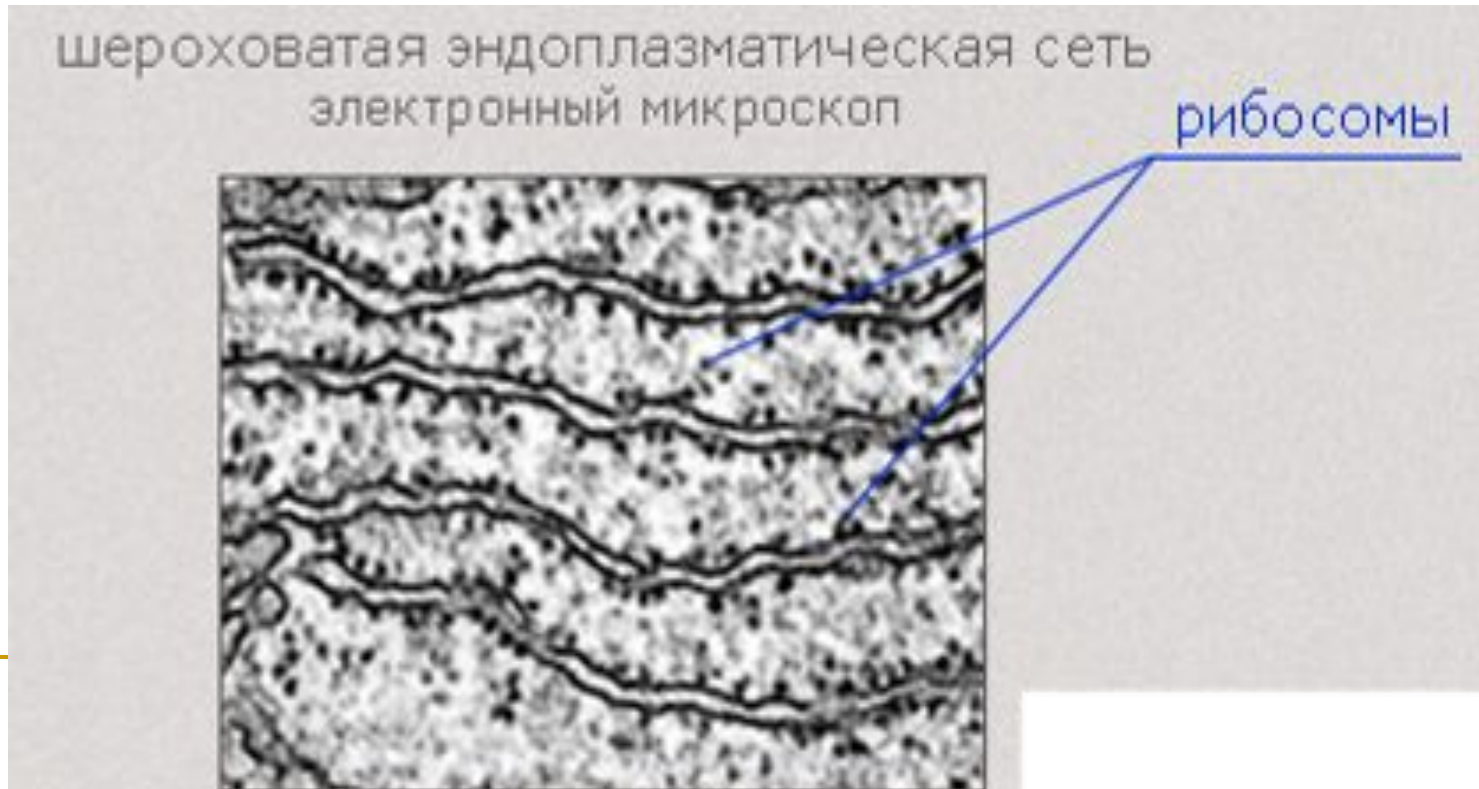 шероховатая эндоплазматическая сеть
электронный микроскоп
рибосомы